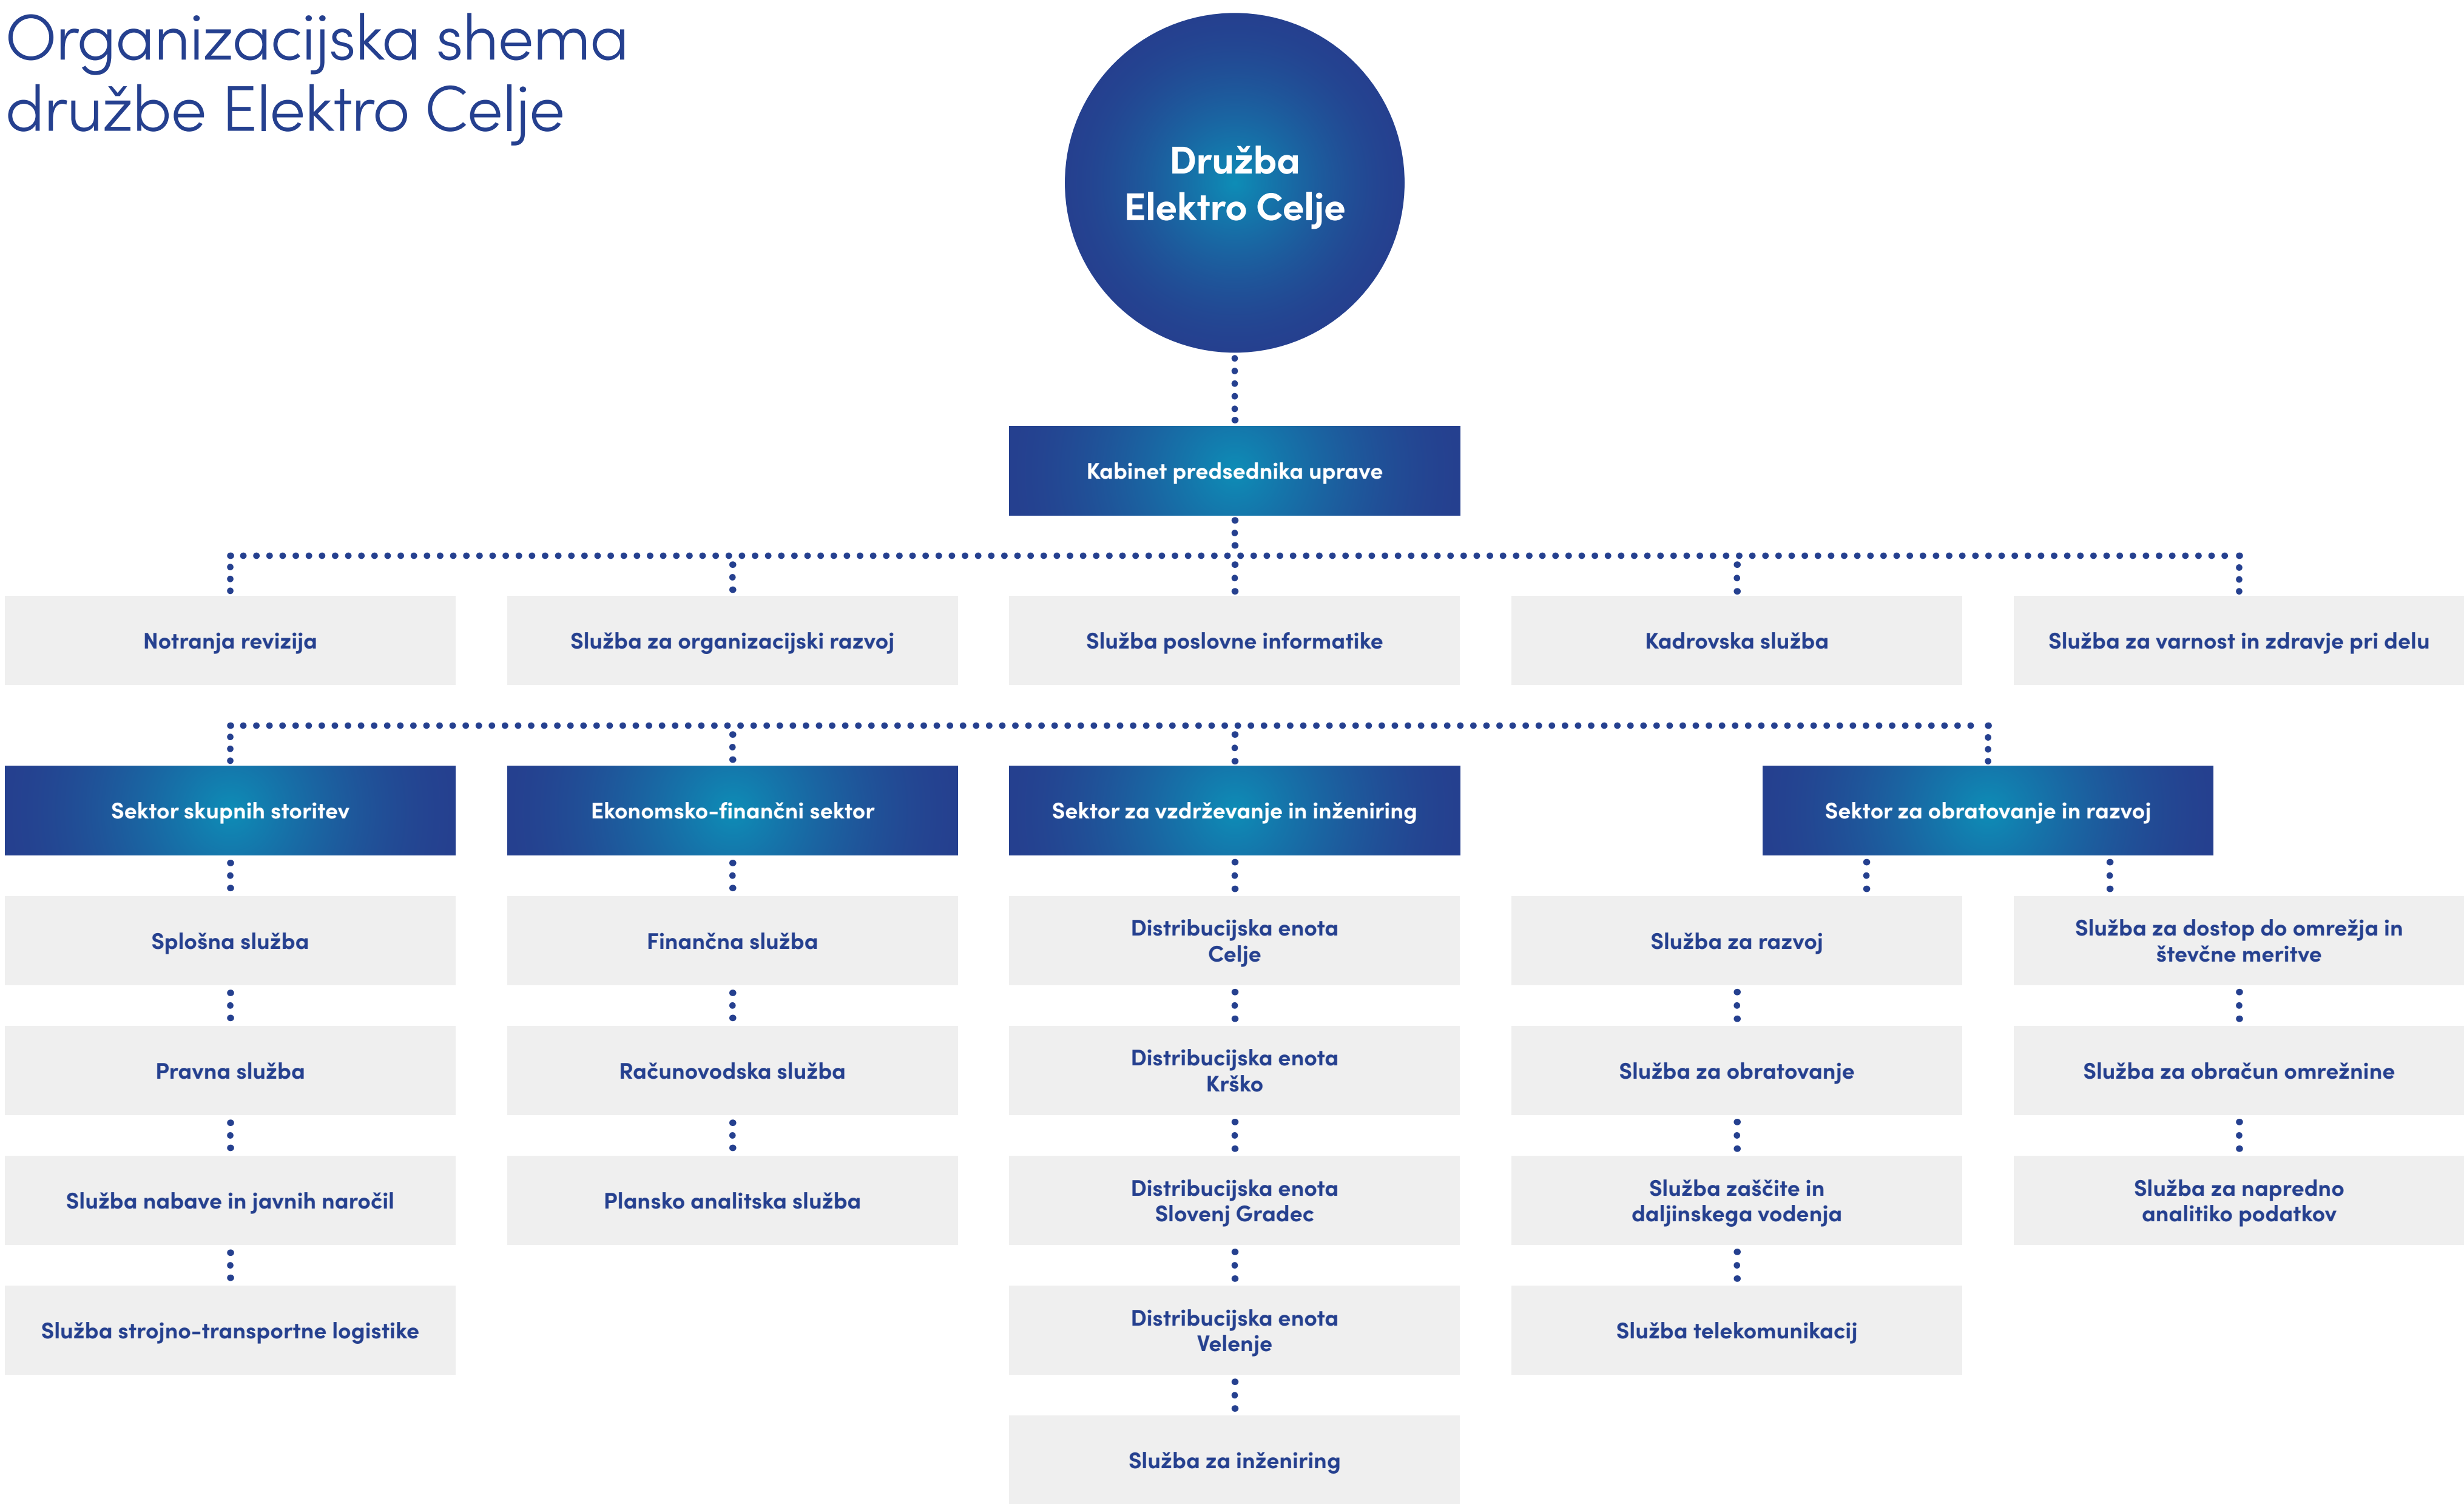 Organizacijska shema
družbe Elektro Celje
Družba
Elektro Celje
Kabinet predsednika uprave
Notranja revizija
Služba za organizacijski razvoj
Služba poslovne informatike
Kadrovska služba
Služba za varnost in zdravje pri delu
Sektor skupnih storitev
Ekonomsko-finančni sektor
Sektor za vzdrževanje in inženiring
Sektor za obratovanje in razvoj
Splošna služba
Finančna služba
Distribucijska enota
Celje
Služba za razvoj
Služba za dostop do omrežja in
števčne meritve
Pravna služba
Računovodska služba
Distribucijska enota
Krško
Služba za obratovanje
Služba za obračun omrežnine
Služba nabave in javnih naročil
Plansko analitska služba
Distribucijska enota
Slovenj Gradec
Služba zaščite in
daljinskega vodenja
Služba za napredno
analitiko podatkov
Služba strojno-transportne logistike
Distribucijska enota
Velenje
Služba telekomunikacij
Služba za inženiring